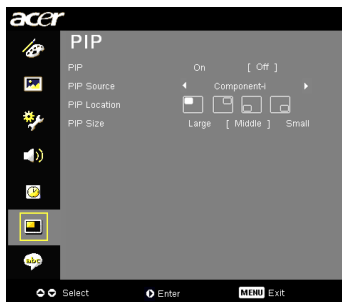 acer
PIP
PIP On [ Off ]
PIP Source Component-i
PIP Location
PIP Size Large [ Middle ] Small
abc
Select Enter MENU Exit